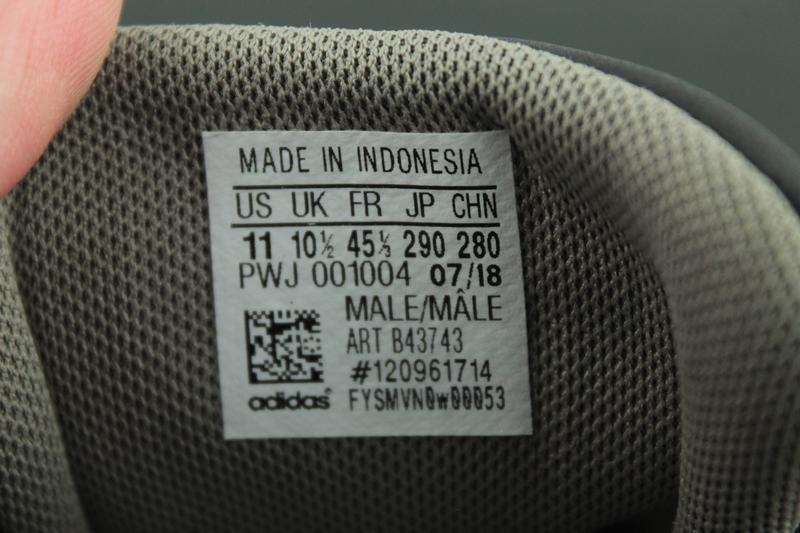 MADE IN INDONESIA
US UK FR JP CHN
11 10½ 45⅓ 290 280
PWJ 001004 07/18
MALE/MÂLE
ART B43743
#120961714
adidas® FYSMVN0w00053